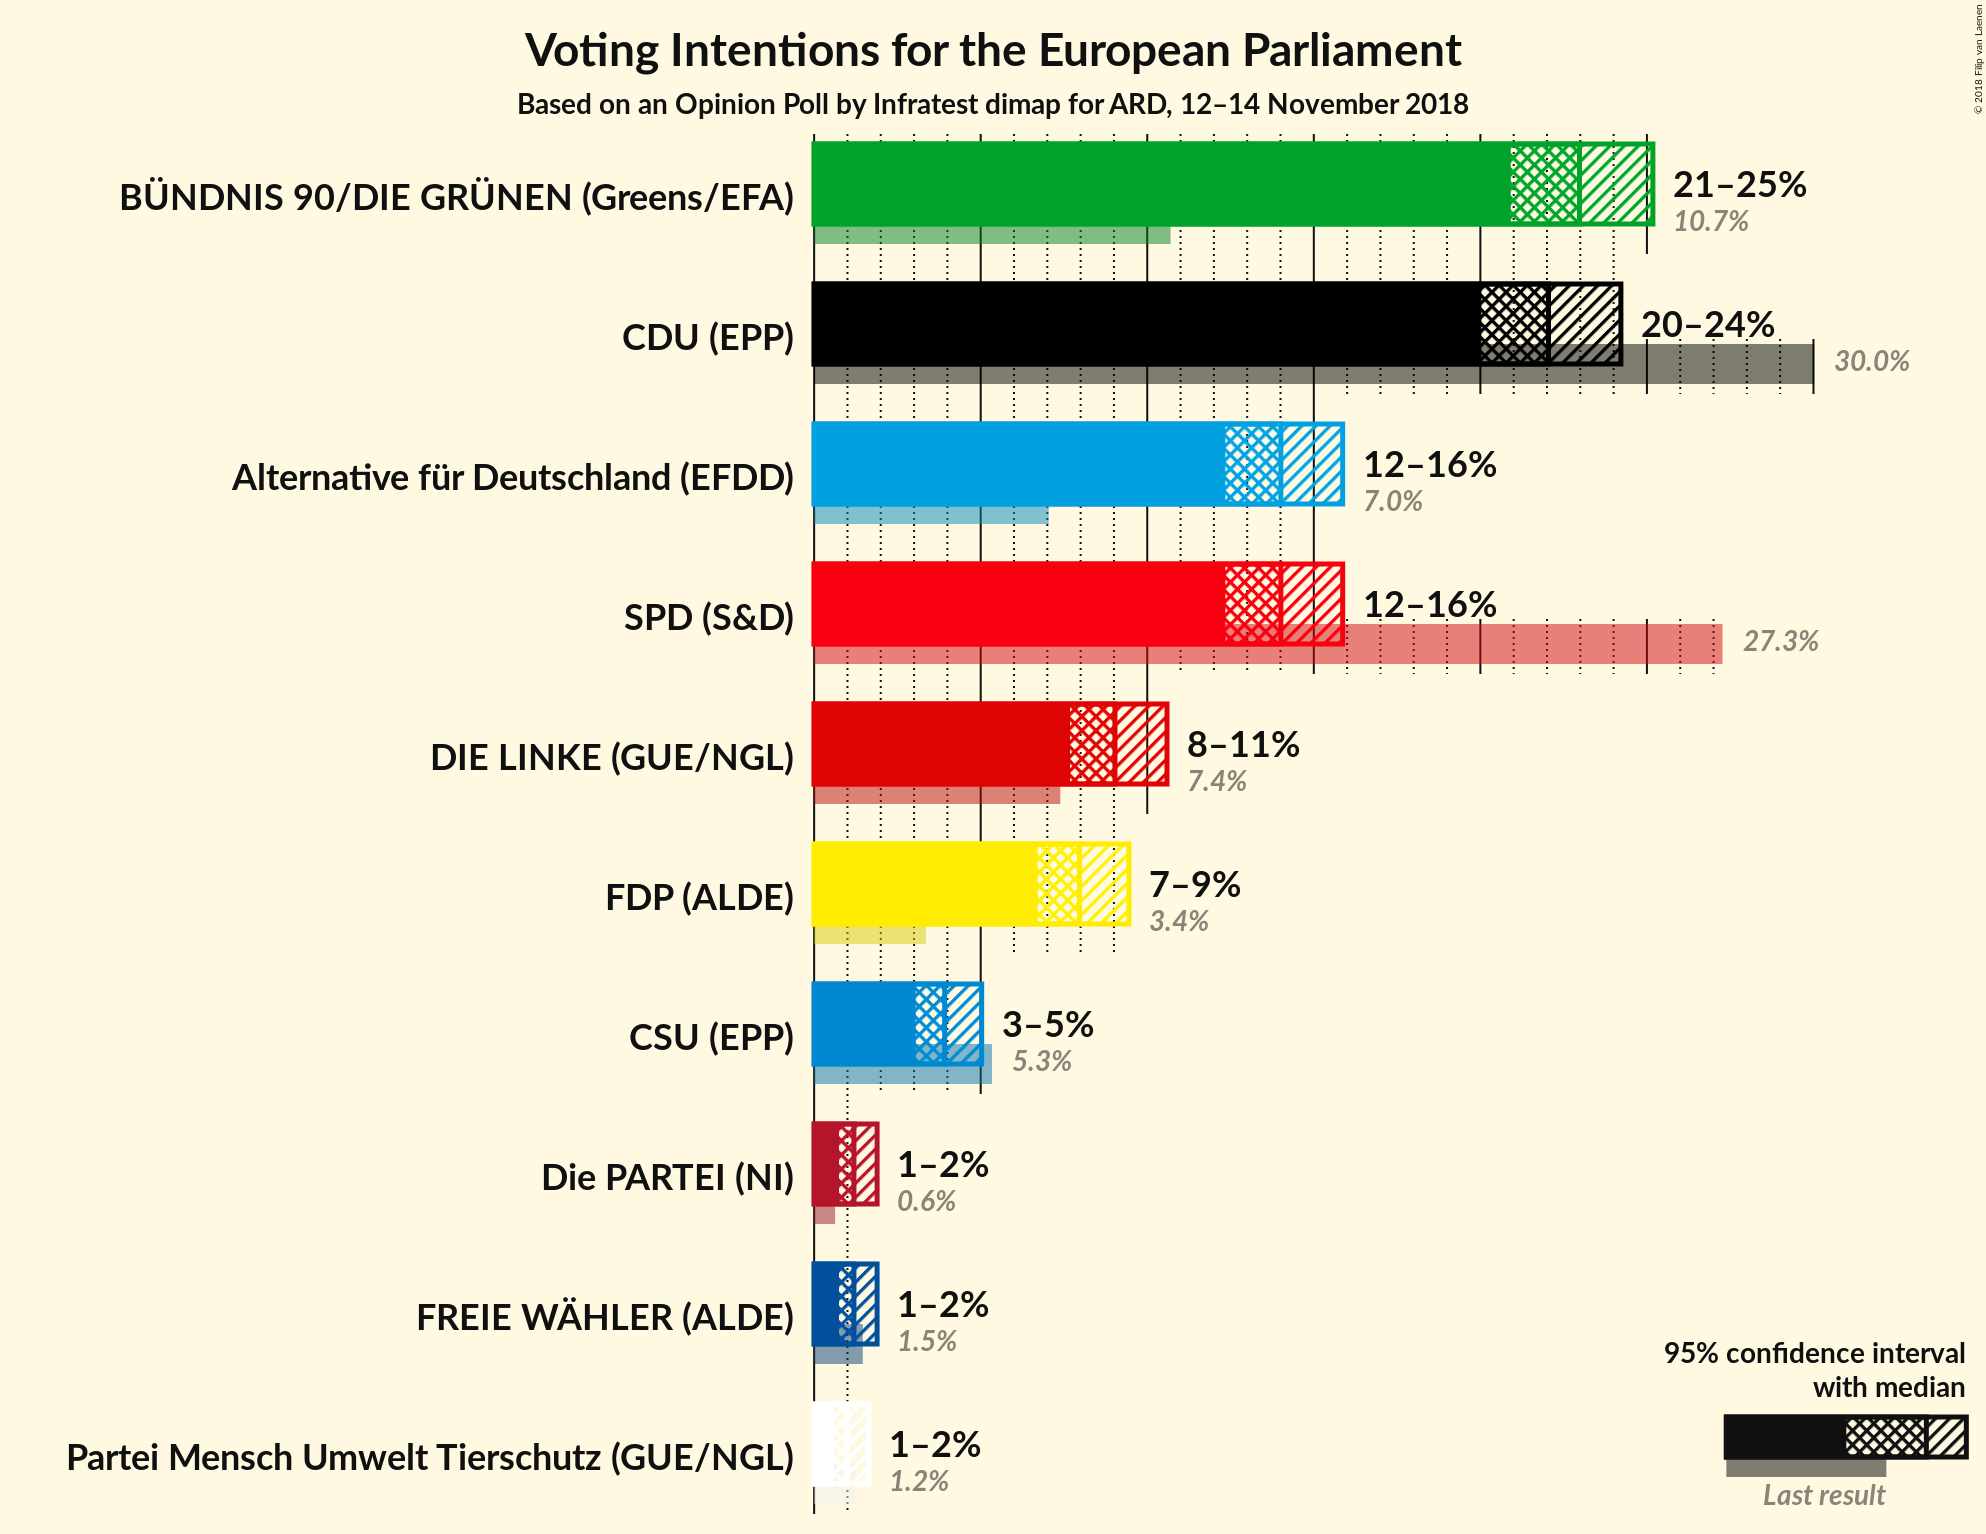 Voting Intentions for the European Parliament
Based on an Opinion Poll by Infratest dimap for ARD, 12–14 November 2018
© 2018 Filip van Laenen
BÜNDNIS 90/DIE GRÜNEN (Greens/EFA)
21–25%
10.7%
CDU (EPP)
20–24%
30.0%
Alternative für Deutschland (EFDD)
12–16%
7.0%
SPD (S&D)
12–16%
27.3%
DIE LINKE (GUE/NGL)
8–11%
7.4%
FDP (ALDE)
7–9%
3.4%
CSU (EPP)
3–5%
5.3%
Die PARTEI (NI)
1–2%
0.6%
FREIE WÄHLER (ALDE)
1–2%
1.5%
Partei Mensch Umwelt Tierschutz (GUE/NGL)
1–2%
1.2%
95% confidence interval
with median
Last result